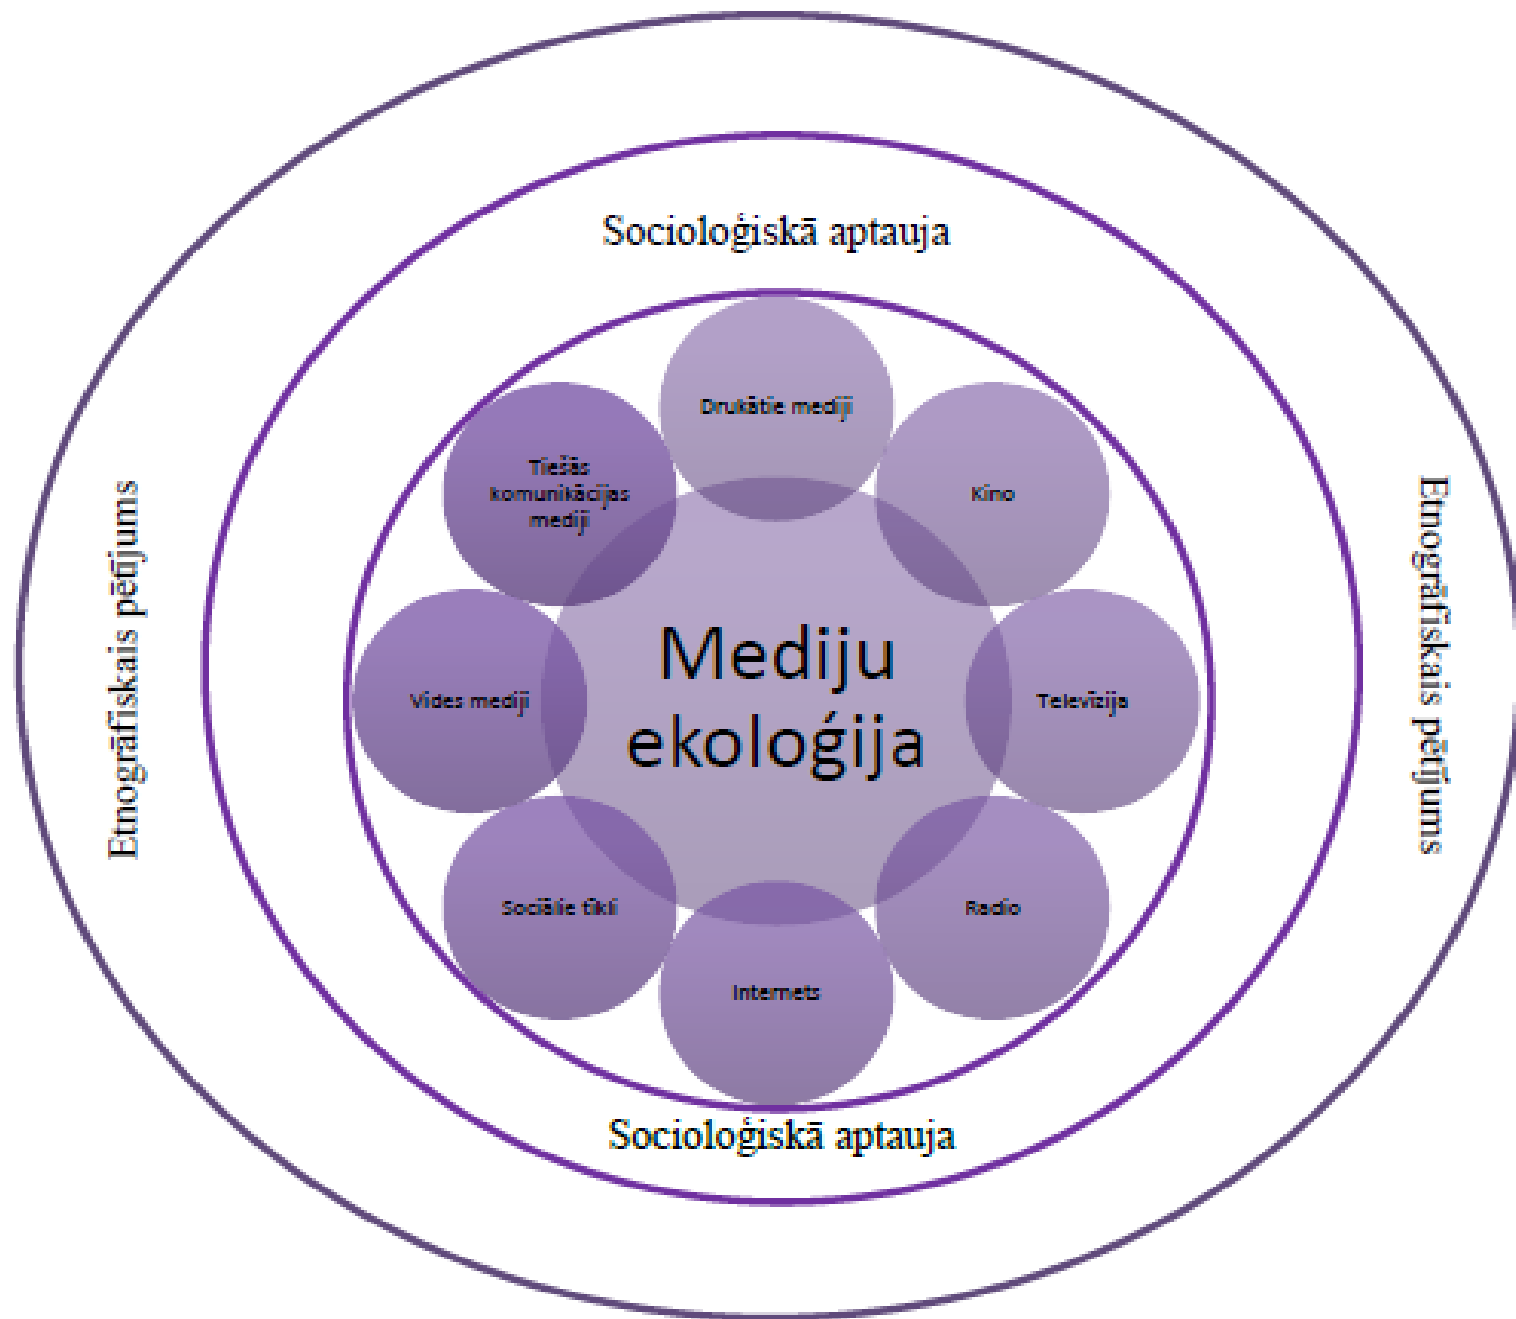 Socioloģiskā aptauja
Drukātie mediji
Tiešās
komunikācijas
mediji
Kino
Etnogrāfiskais pētījums
Etnogrāfiskais pētījums
Mediju
ekoloģija
Vides mediji
Televīzija
Sociālie tīkli
Radio
Internets
Socioloģiskā aptauja